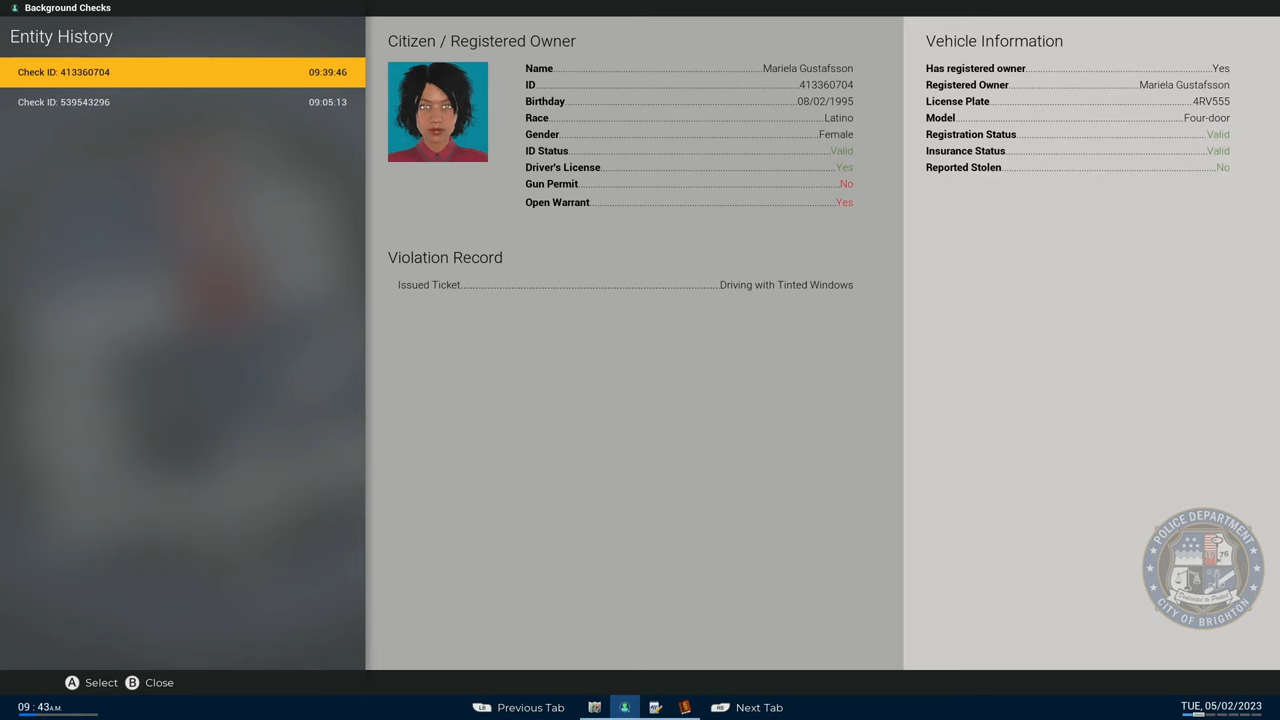 Background Checks
Entity History
Check ID: 413360704 09:39:46
Check ID: 539543296 09:05:13
Citizen / Registered Owner
Name Mariela Gustafsson
ID 413360704
Birthday 08/02/1995
Race Latino
Gender Female
ID Status Valid
Driver's License Yes
Gun Permit No
Open Warrant Yes
Violation Record
Issued Ticket Driving with Tinted Windows
Vehicle Information
Has registered owner Yes
Registered Owner Mariela Gustafsson
License Plate 4RV555
Model Four-door
Registration Status Valid
Insurance Status Valid
Reported Stolen No
POLICE DEPARTMENT
17 76
CITY OF BRIGHTON
A Select B Close
09 : 43 A.M.
LB Previous Tab
RB Next Tab
TUE, 05/02/2023